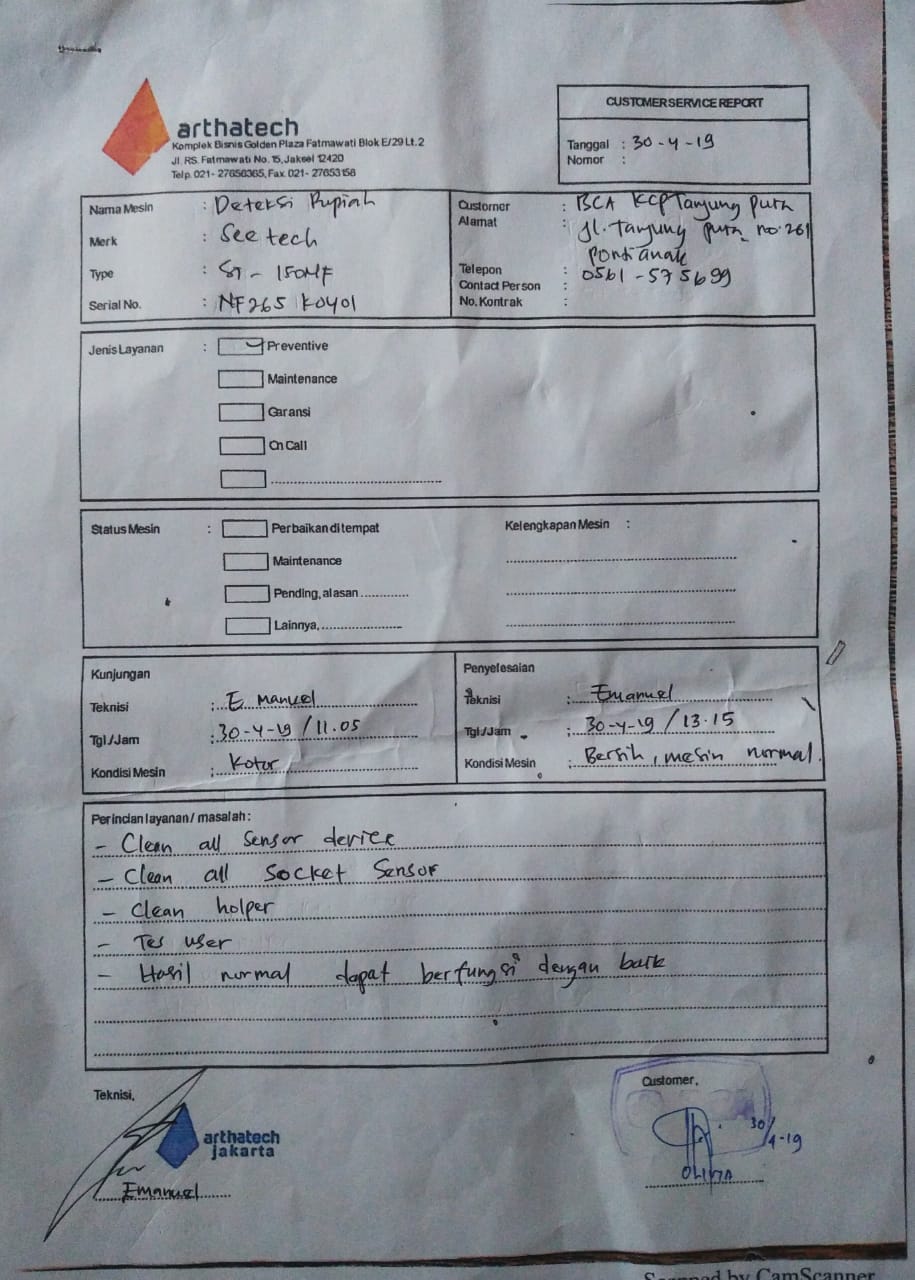 arthatech
Komplek Bisnis Golden Plaza Fatmawati Blok E/29 Lt. 2
Jl. RS. Fatmawati No. 15, Jaksel 12420
Telp. 021- 27656365, Fax. 021- 27653158
CUSTOMER SERVICE REPORT
Tanggal : 30-4-19
Nomor :
Nama Mesin : Deteksi Rupiah
Merk : See tech
Type : ST - 150MF
Serial No. : NF265 K0401
Customer : BCA KCP Tanjung Pura
Alamat : Jl. Tanjung pura no. 261
pontianak
Telepon : 0561 - 575699
Contact Person :
No. Kontrak :
Jenis Layanan :
Preventive
Maintenance
Garansi
On Call
Status Mesin :
Perbaikan di tempat
Maintenance
Pending, alasan
Lainnya,
Kelengkapan Mesin :
Kunjungan
Teknisi : Emanuel
Tgl/Jam : 30-4-19 / 11.05
Kondisi Mesin : Kotor
Penyelesaian
Teknisi : Emanuel
Tgl/Jam : 30-4-19 / 13.15
Kondisi Mesin : Bersih, mesin normal.
Perincian layanan / masalah :
- Clean all sensor device
- Clean all Socket Sensor
- Clean holper
- Tes user
- Hasil normal dapat berfungsi dengan baik
Teknisi,
arthatech
jakarta
Emanuel
Customer,
30/4-19
OLIVIA
Scanned by CamScanner